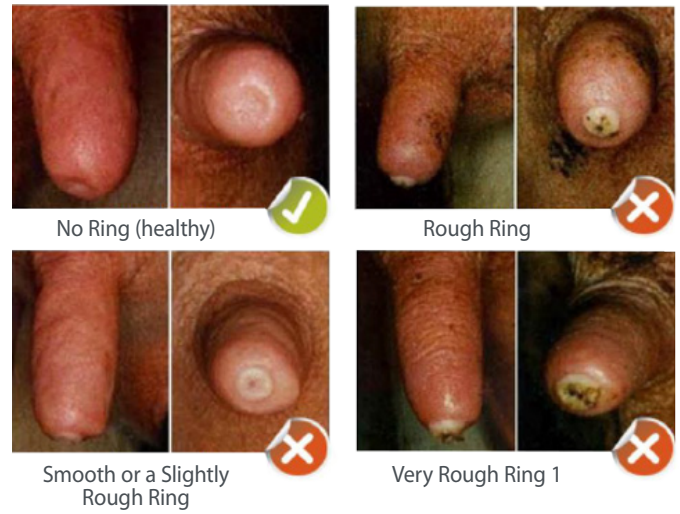 No Ring (healthy)
Rough Ring
Smooth or a Slightly
Rough Ring
Very Rough Ring 1